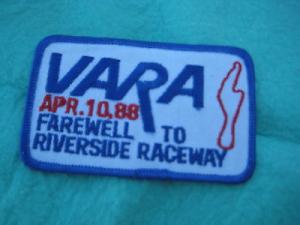 VARA
APR.10,88
FAREWELL TO
RIVERSIDE RACEWAY